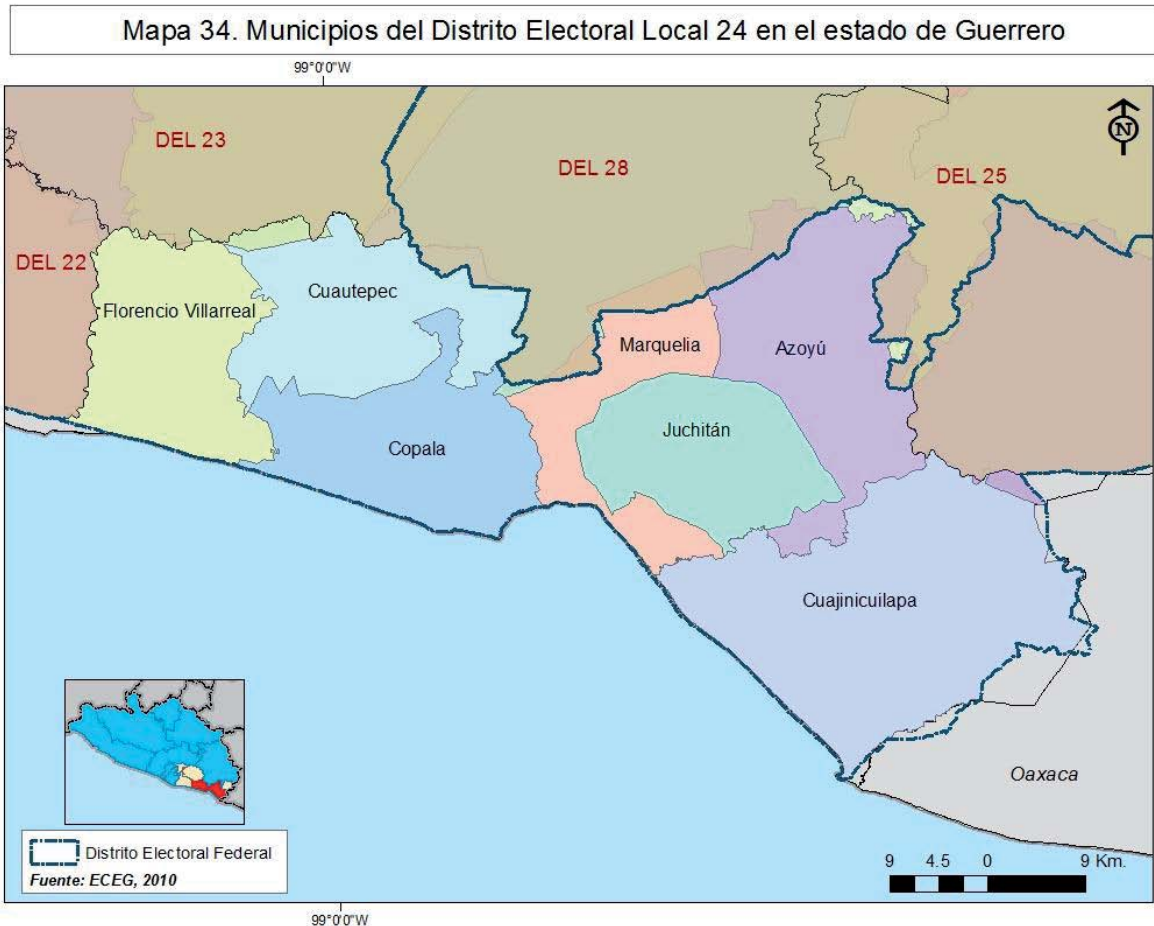 Mapa 34. Municipios del Distrito Electoral Local 24 en el estado de Guerrero
99°0'0"W
N
DEL 23
DEL 28
DEL 25
DEL 22
Cuautepec
Florencio Villarreal
Marquelia
Azoyú
Juchitán
Copala
Cuajinicuilapa
Oaxaca
Distrito Electoral Federal
Fuente: ECEG, 2010
9 4.5 0 9 Km.
99°0'0"W